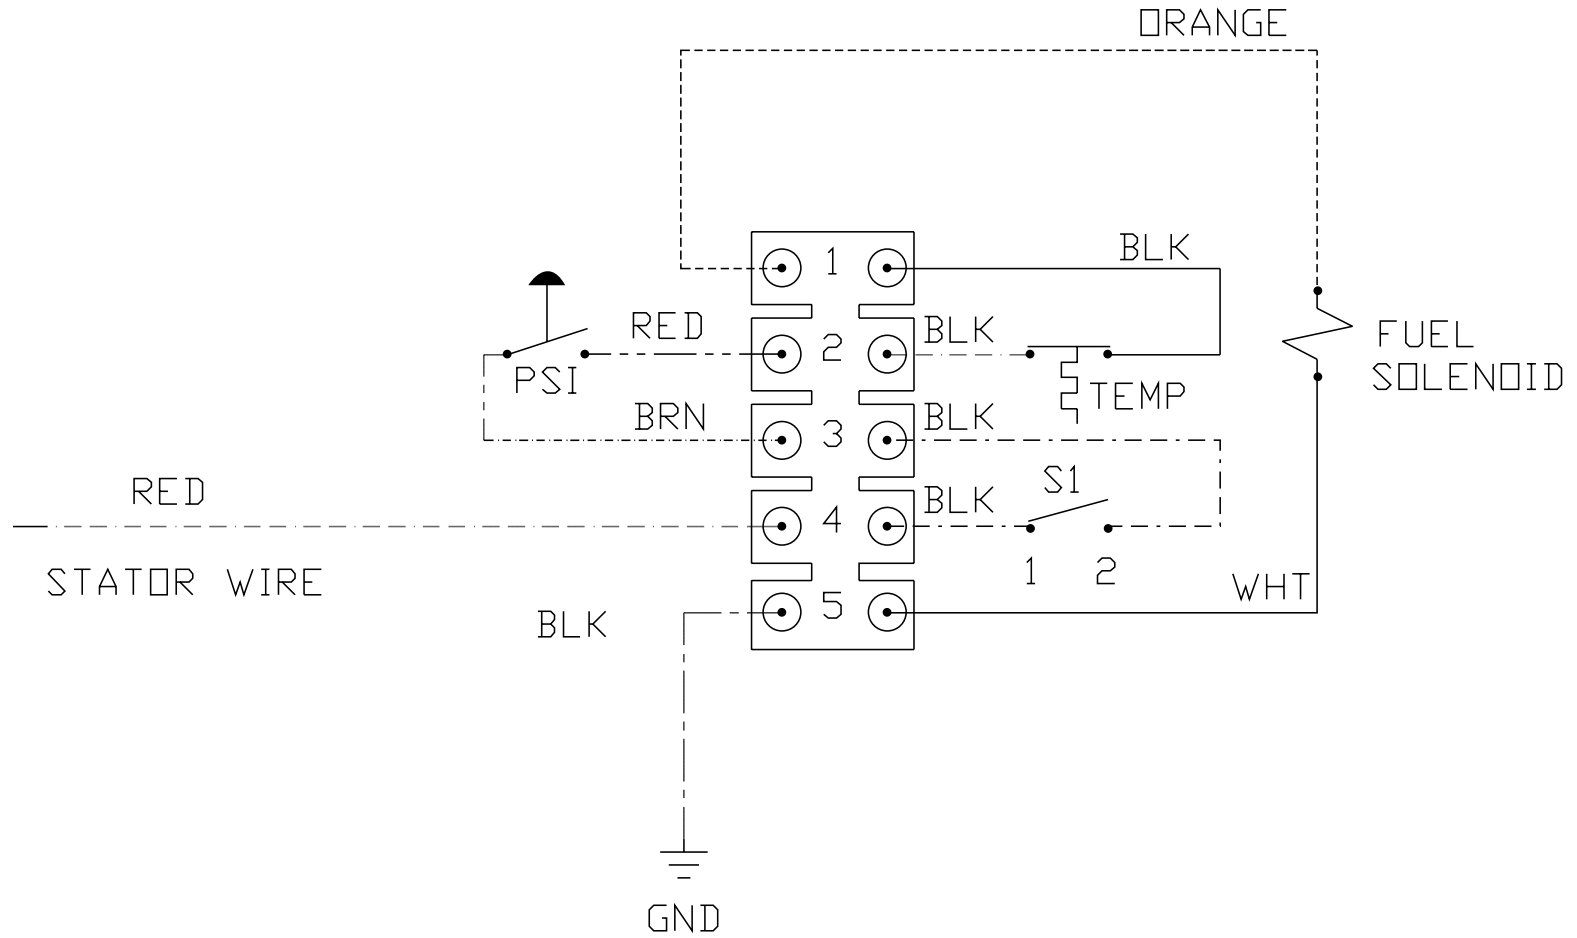 ORANGE
1
BLK
RED
2
BLK
FUEL
SOLENOID
PSI
TEMP
BRN
3
BLK
RED
S1
4
BLK
STATOR WIRE
1
2
WHT
BLK
5
GND